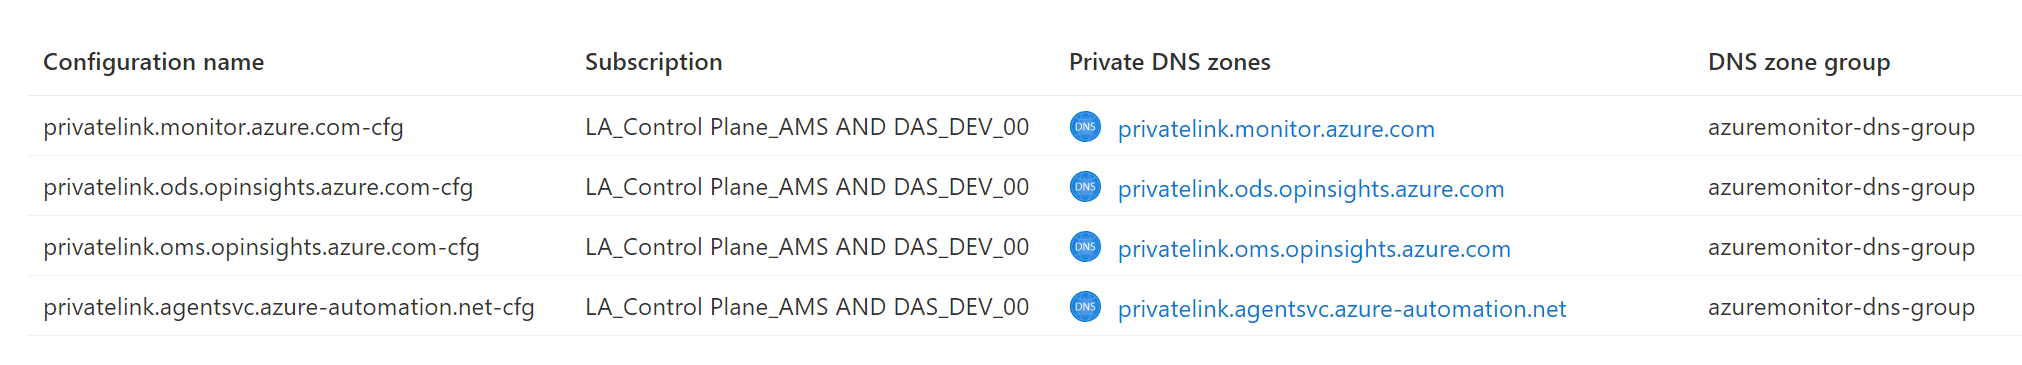 Configuration name Subscription Private DNS zones DNS zone group
privatelink.monitor.azure.com-cfg LA_Control Plane_AMS AND DAS_DEV_00 DNS privatelink.monitor.azure.com azuremonitor-dns-group
privatelink.ods.opinsights.azure.com-cfg LA_Control Plane_AMS AND DAS_DEV_00 DNS privatelink.ods.opinsights.azure.com azuremonitor-dns-group
privatelink.oms.opinsights.azure.com-cfg LA_Control Plane_AMS AND DAS_DEV_00 DNS privatelink.oms.opinsights.azure.com azuremonitor-dns-group
privatelink.agentsvc.azure-automation.net-cfg LA_Control Plane_AMS AND DAS_DEV_00 DNS privatelink.agentsvc.azure-automation.net azuremonitor-dns-group